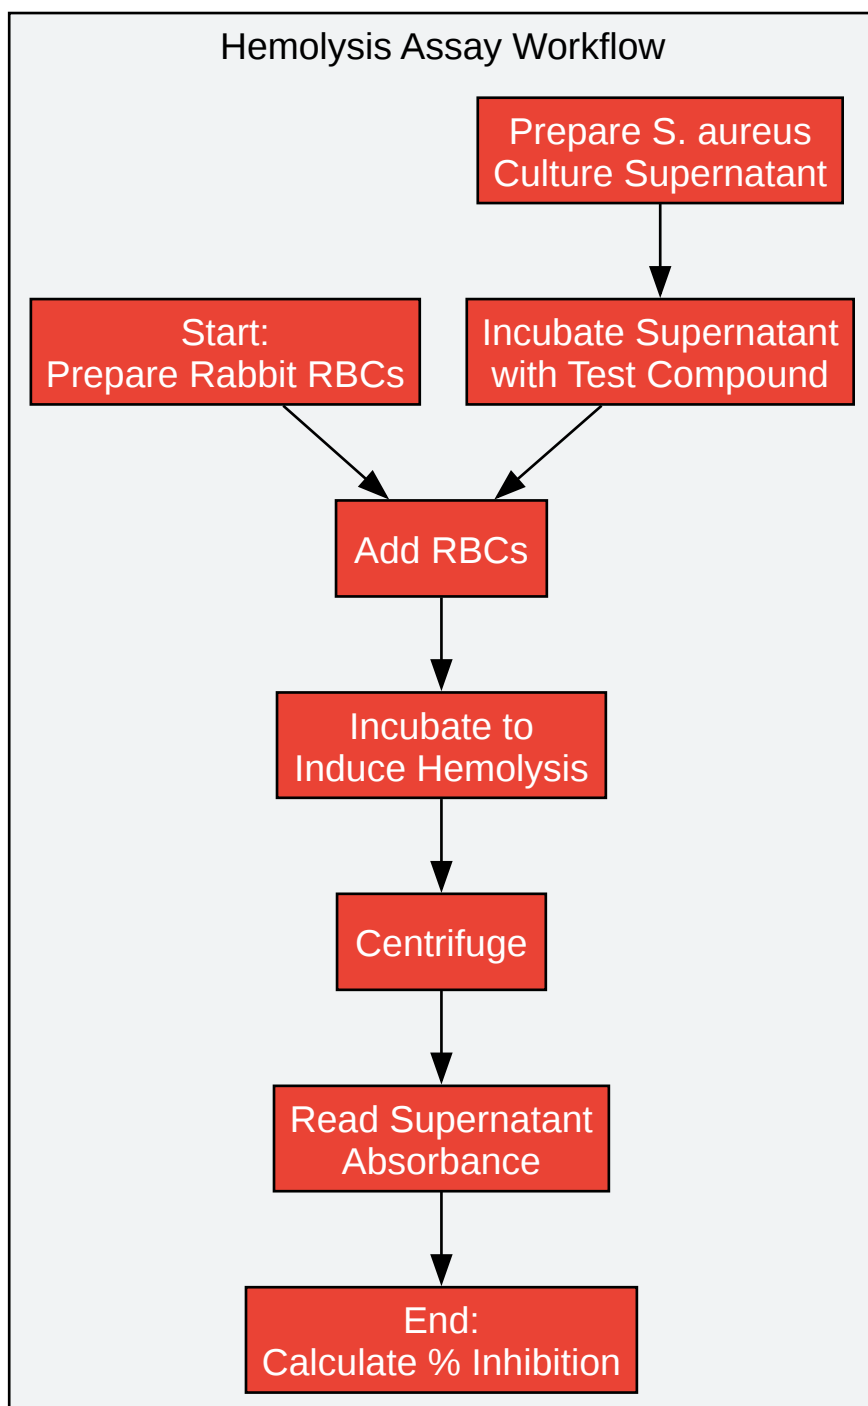 Hemolysis Assay Workflow
Prepare S. aureus
Culture Supernatant
Start:
Prepare Rabbit RBCs
Incubate Supernatant
with Test Compound
Add RBCs
Incubate to
Induce Hemolysis
Centrifuge
Read Supernatant
Absorbance
End:
Calculate % Inhibition